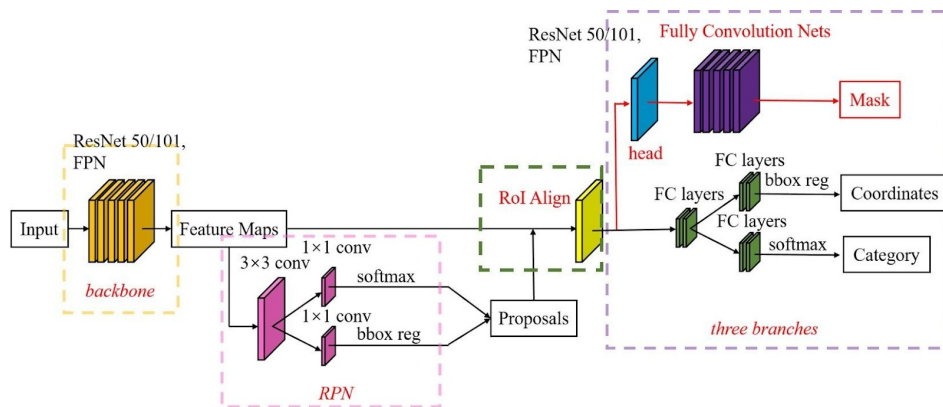 ResNet 50/101,
FPN
Fully Convolution Nets
Mask
head
ResNet 50/101,
FPN
RoI Align
FC layers
FC layers
bbox reg
Coordinates
FC layers
softmax
Category
Input
Feature Maps
backbone
3×3 conv
1×1 conv
softmax
1×1 conv
bbox reg
Proposals
RPN
three branches